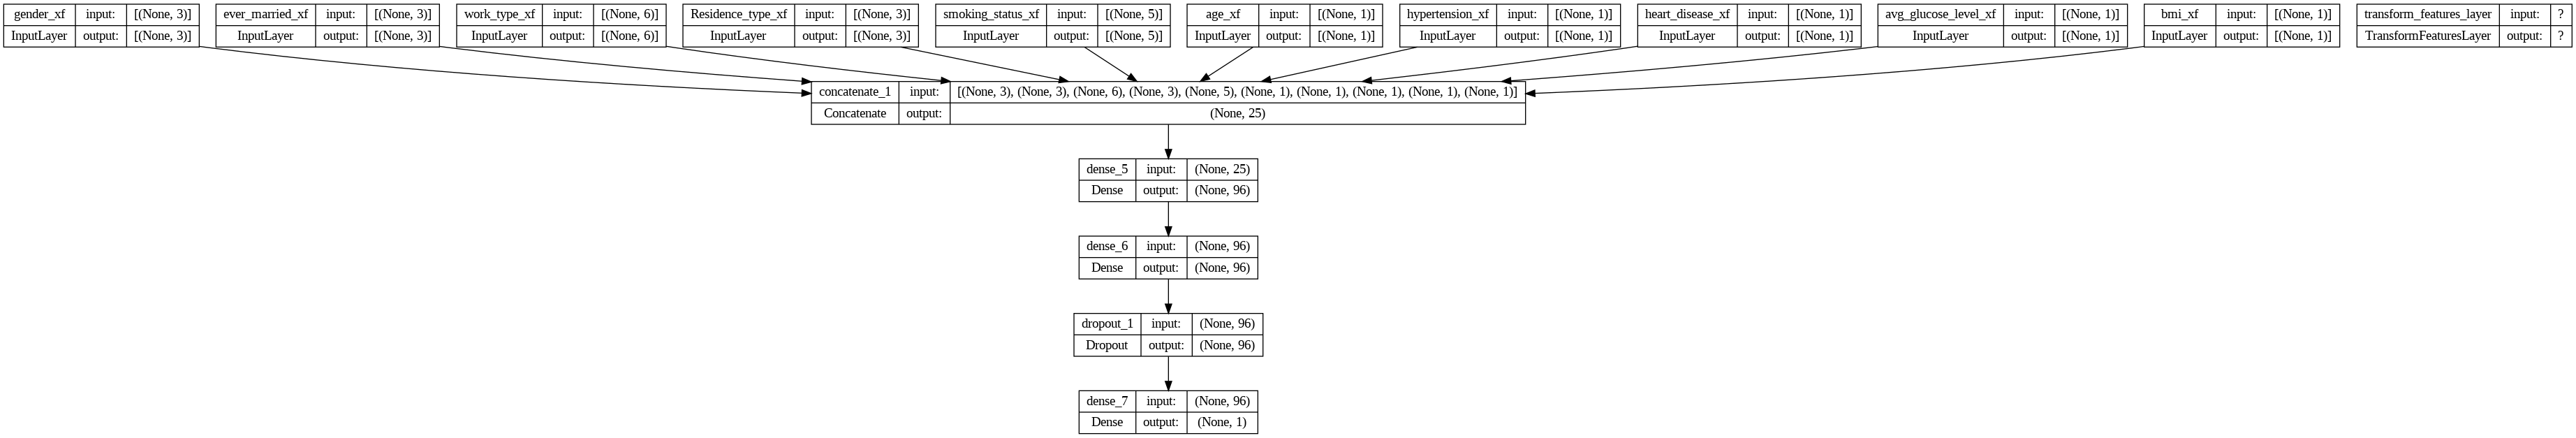 gender_xf input: [(None, 3)]
InputLayer output: [(None, 3)]
ever_married_xf input: [(None, 3)]
InputLayer output: [(None, 3)]
work_type_xf input: [(None, 6)]
InputLayer output: [(None, 6)]
Residence_type_xf input: [(None, 3)]
InputLayer output: [(None, 3)]
smoking_status_xf input: [(None, 5)]
InputLayer output: [(None, 5)]
age_xf input: [(None, 1)]
InputLayer output: [(None, 1)]
hypertension_xf input: [(None, 1)]
InputLayer output: [(None, 1)]
heart_disease_xf input: [(None, 1)]
InputLayer output: [(None, 1)]
avg_glucose_level_xf input: [(None, 1)]
InputLayer output: [(None, 1)]
bmi_xf input: [(None, 1)]
InputLayer output: [(None, 1)]
transform_features_layer input: ?
TransformFeaturesLayer output: ?
concatenate_1 input: [(None, 3), (None, 3), (None, 6), (None, 3), (None, 5), (None, 1), (None, 1), (None, 1), (None, 1), (None, 1)]
Concatenate output: (None, 25)
dense_5 input: (None, 25)
Dense output: (None, 96)
dense_6 input: (None, 96)
Dense output: (None, 96)
dropout_1 input: (None, 96)
Dropout output: (None, 96)
dense_7 input: (None, 96)
Dense output: (None, 1)